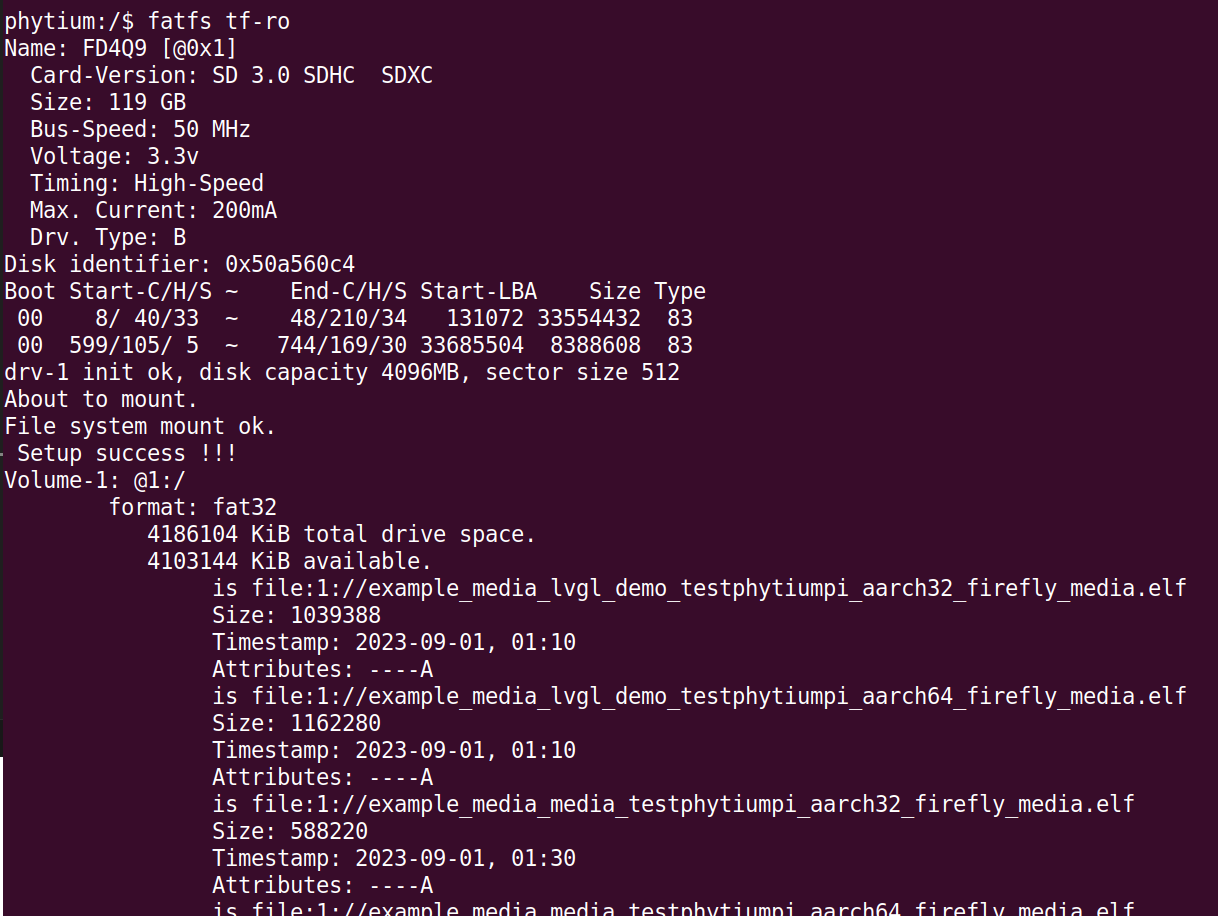 phytium:/$ fatfs tf-ro
Name: FD4Q9 [@0x1]
  Card-Version: SD 3.0 SDHC  SDXC
  Size: 119 GB
  Bus-Speed: 50 MHz
  Voltage: 3.3v
  Timing: High-Speed
  Max. Current: 200mA
  Drv. Type: B
Disk identifier: 0x50a560c4
Boot Start-C/H/S ~    End-C/H/S Start-LBA    Size Type
 00    8/ 40/33  ~    48/210/34   131072 33554432  83
 00  599/105/ 5  ~   744/169/30 33685504  8388608  83
drv-1 init ok, disk capacity 4096MB, sector size 512
About to mount.
File system mount ok.
 Setup success !!!
Volume-1: @1:/
        format: fat32
           4186104 KiB total drive space.
           4103144 KiB available.
                is file:1://example_media_lvgl_demo_testphytiumpi_aarch32_firefly_media.elf
                Size: 1039388
                Timestamp: 2023-09-01, 01:10
                Attributes: ----A
                is file:1://example_media_lvgl_demo_testphytiumpi_aarch64_firefly_media.elf
                Size: 1162280
                Timestamp: 2023-09-01, 01:10
                Attributes: ----A
                is file:1://example_media_media_testphytiumpi_aarch32_firefly_media.elf
                Size: 588220
                Timestamp: 2023-09-01, 01:30
                Attributes: ----A
                is file:1://example_media_media_testphytiumpi_aarch64_firefly_media.elf